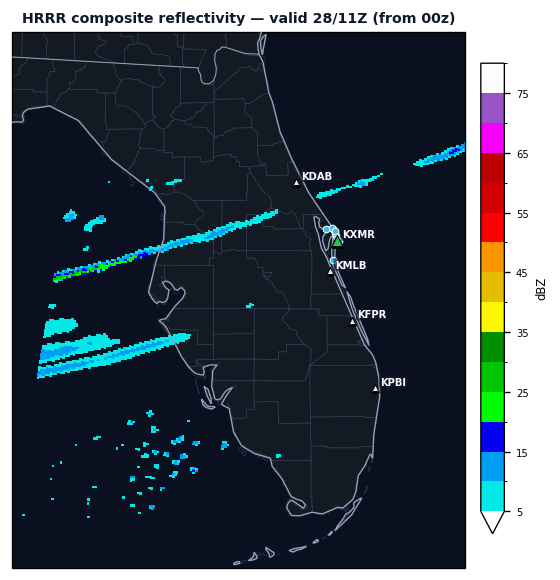 HRRR composite reflectivity — valid 28/11Z (from 00z)
KDAB
KXMR
KMLB
KFPR
KPBI
75
65
55
45
35
25
15
5
dBZ